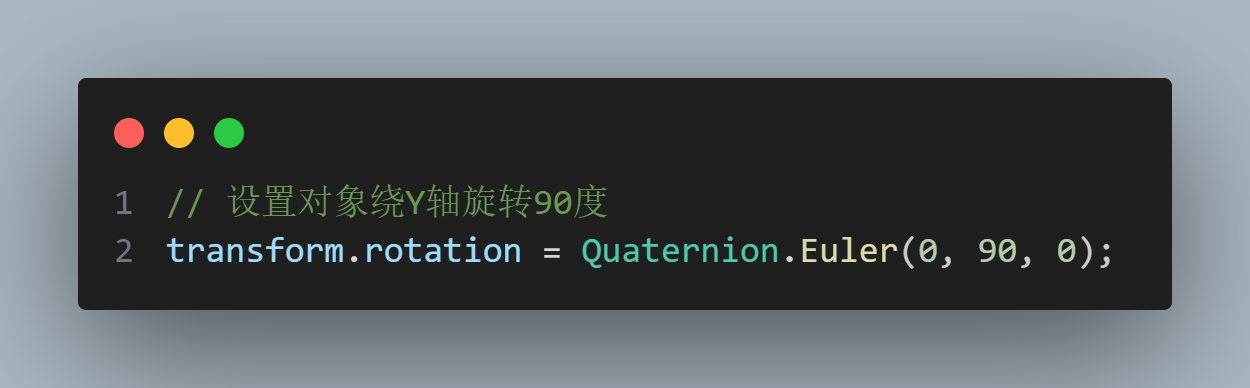 1 // 设置对象绕Y轴旋转90度
2 transform.rotation = Quaternion.Euler(0, 90, 0);